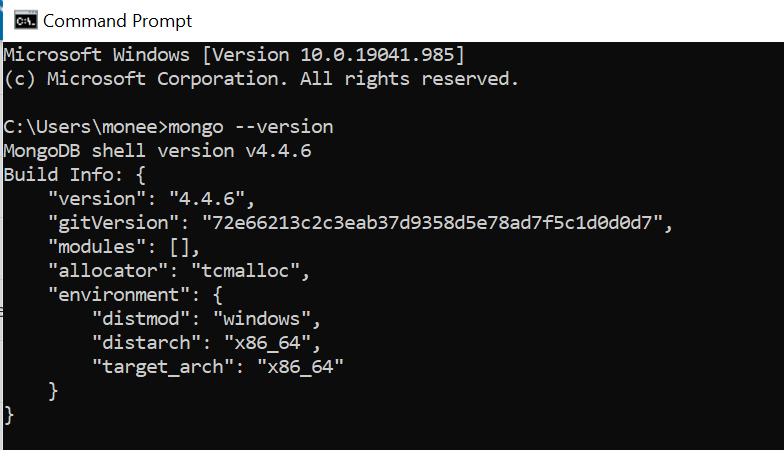 Command Prompt
Microsoft Windows [Version 10.0.19041.985]
(c) Microsoft Corporation. All rights reserved.
C:\Users\monee>mongo --version
MongoDB shell version v4.4.6
Build Info: {
    "version": "4.4.6",
    "gitVersion": "72e66213c2c3eab37d9358d5e78ad7f5c1d0d0d7",
    "modules": [],
    "allocator": "tcmalloc",
    "environment": {
        "distmod": "windows",
        "distarch": "x86_64",
        "target_arch": "x86_64"
    }
}